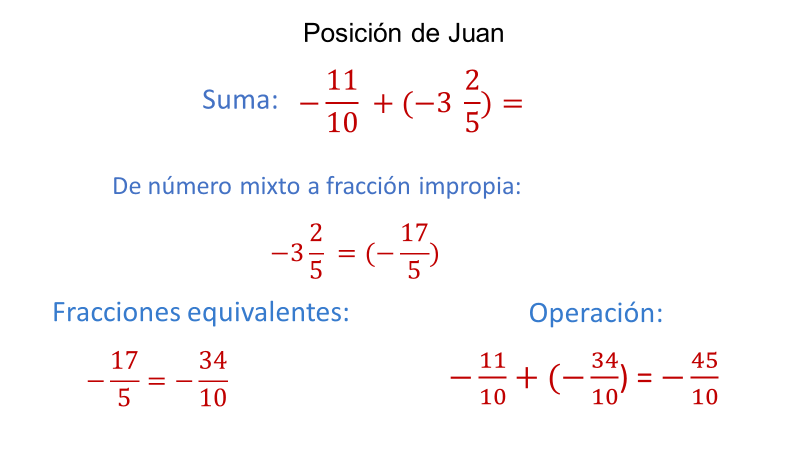 Posición de Juan
Suma: −11/10 + (−3 2/5) =
De número mixto a fracción impropia:
−3 2/5 = (−17/5)
Fracciones equivalentes:
−17/5 = −34/10
Operación:
−11/10 + (−34/10) = −45/10